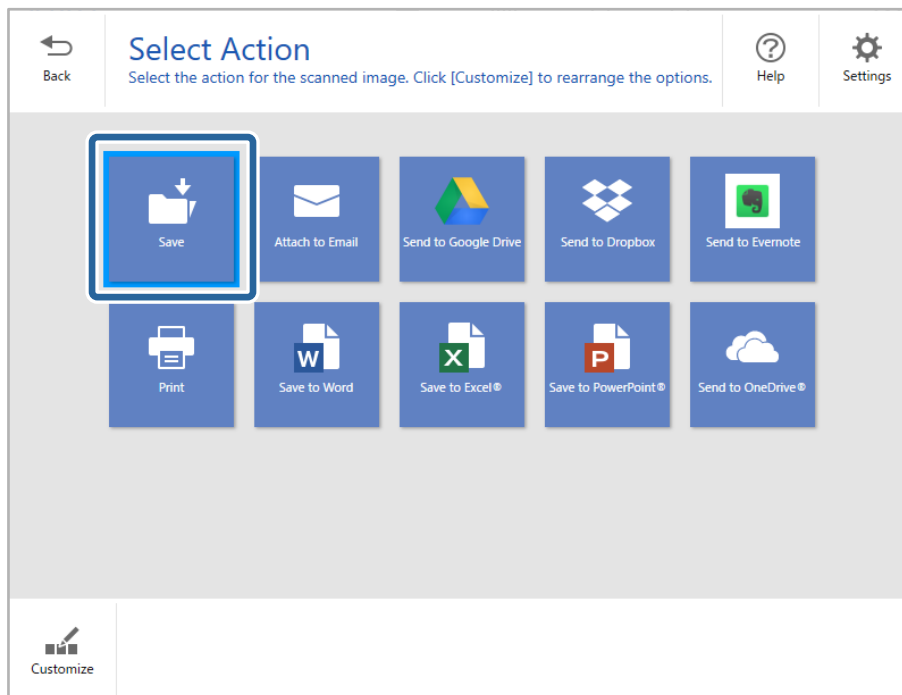 Back
Select Action
Select the action for the scanned image. Click [Customize] to rearrange the options.
Help
Settings
Save
Attach to Email
Send to Google Drive
Send to Dropbox
Send to Evernote
Print
W
Save to Word
X
Save to Excel®
P
Save to PowerPoint®
Send to OneDrive®
Customize